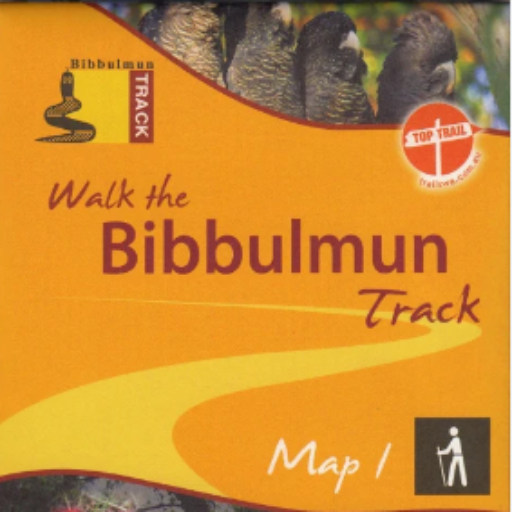 Bibbulmun
TRACK
TOP TRAIL
trailswa.com.au
Walk the
Bibbulmun
Track
Map 1